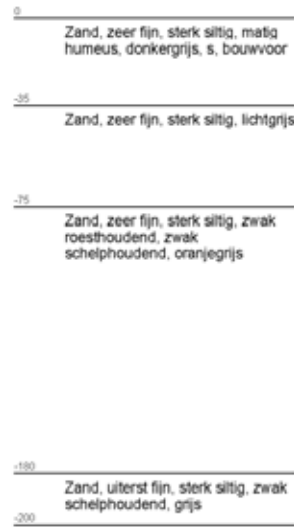 0
Zand, zeer fijn, sterk siltig, matig
humeus, donkergrijs, s, bouwvoor
-35
Zand, zeer fijn, sterk siltig, lichtgrijs
-75
Zand, zeer fijn, sterk siltig, zwak
roesthoudend, zwak
schelphoudend, oranjegrijs
-180
Zand, uiterst fijn, sterk siltig, zwak
schelphoudend, grijs
-200